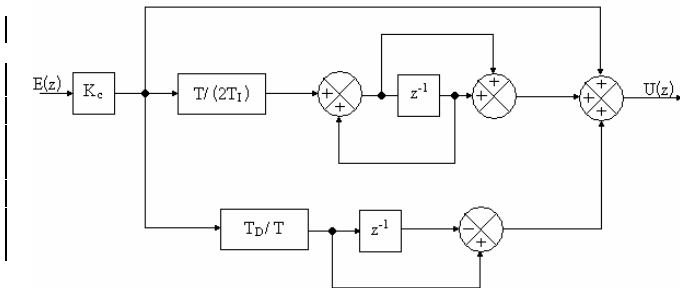 E(z)
K_c
T/(2T_I)
+
+
z^-1
+
+
+
+
+
U(z)
T_D/T
z^-1
−
+